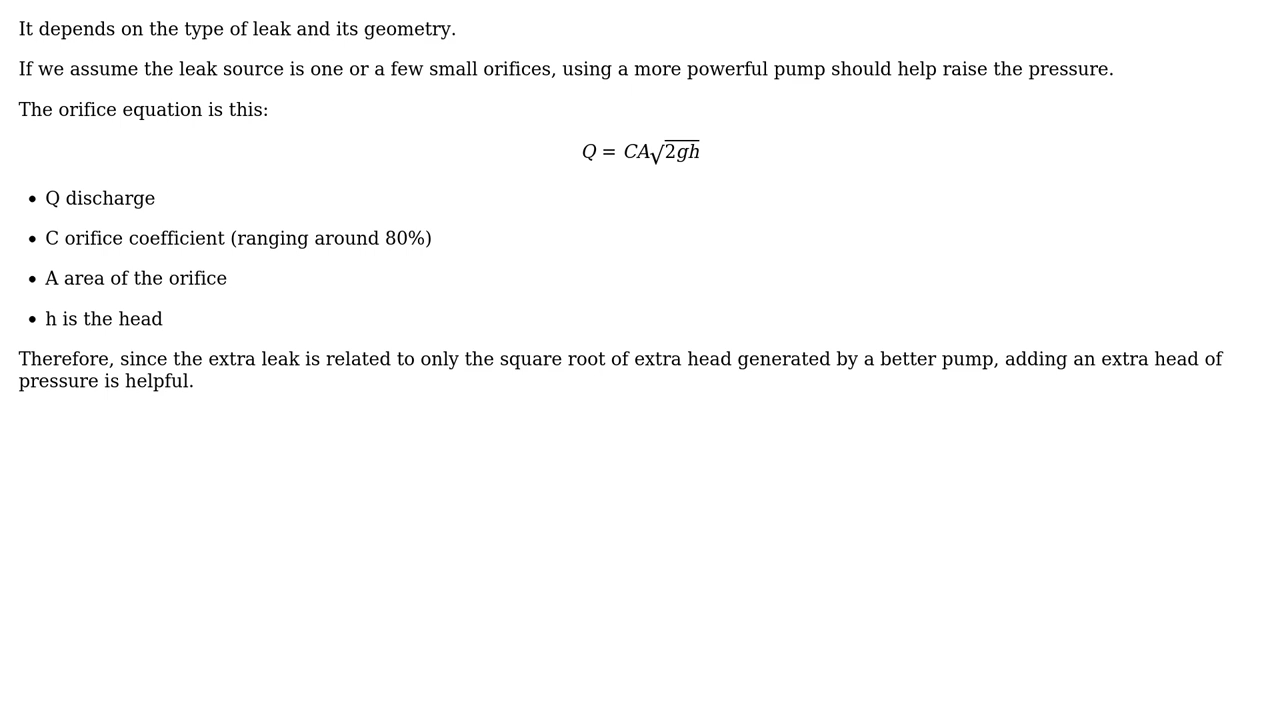 It depends on the type of leak and its geometry.
If we assume the leak source is one or a few small orifices, using a more powerful pump should help raise the pressure.
The orifice equation is this:
Q = CA√2gh
• Q discharge
• C orifice coefficient (ranging around 80%)
• A area of the orifice
• h is the head
Therefore, since the extra leak is related to only the square root of extra head generated by a better pump, adding an extra head of
pressure is helpful.